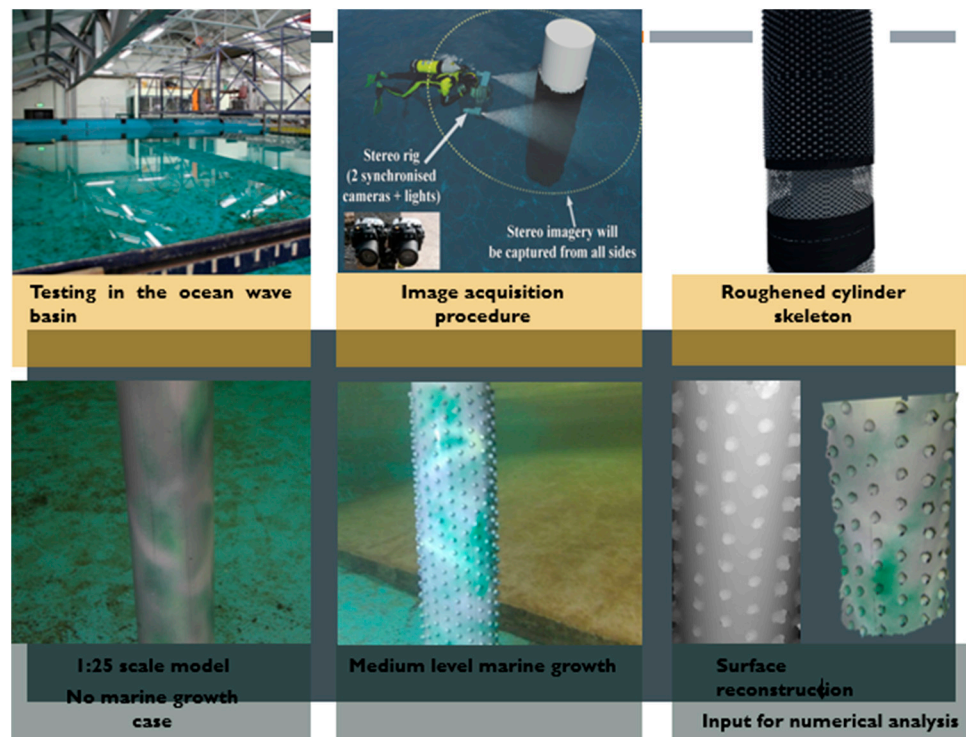 Stereo rig
(2 synchronised
cameras + lights)
Stereo imagery will
be captured from all sides
Testing in the ocean wave
basin
Image acquisition
procedure
Roughened cylinder
skeleton
1:25 scale model
No marine growth
case
Medium level marine growth
Surface
reconstruction
Input for numerical analysis